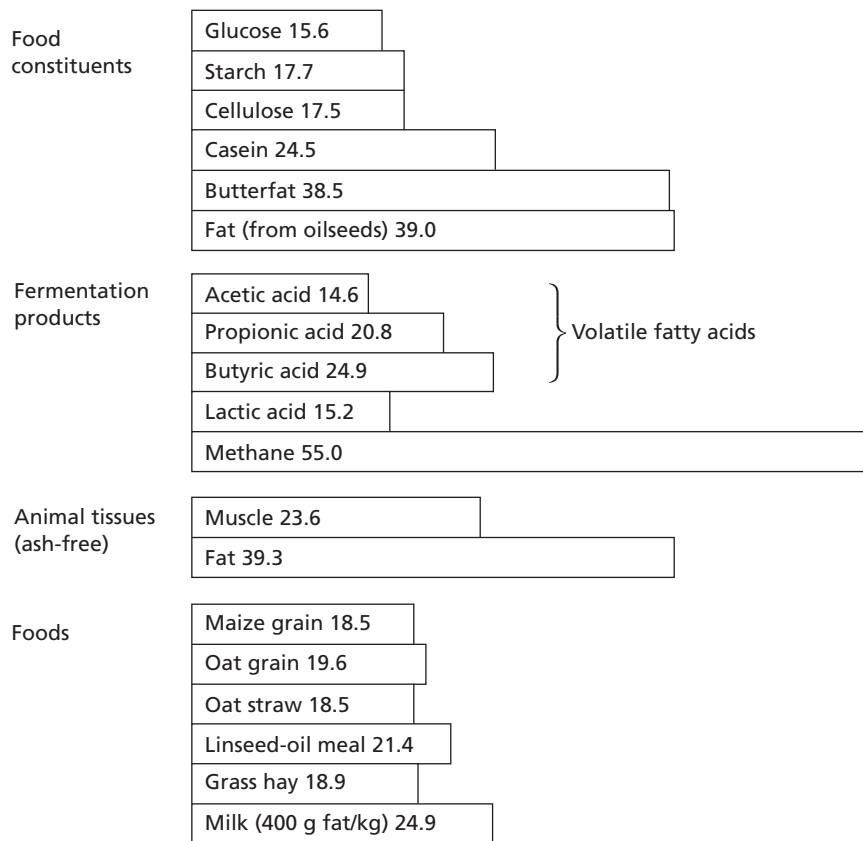 Food
constituents
Glucose 15.6
Starch 17.7
Cellulose 17.5
Casein 24.5
Butterfat 38.5
Fat (from oilseeds) 39.0
Fermentation
products
Acetic acid 14.6
Propionic acid 20.8
Butyric acid 24.9
Volatile fatty acids
Lactic acid 15.2
Methane 55.0
Animal tissues
(ash-free)
Muscle 23.6
Fat 39.3
Foods
Maize grain 18.5
Oat grain 19.6
Oat straw 18.5
Linseed-oil meal 21.4
Grass hay 18.9
Milk (400 g fat/kg) 24.9